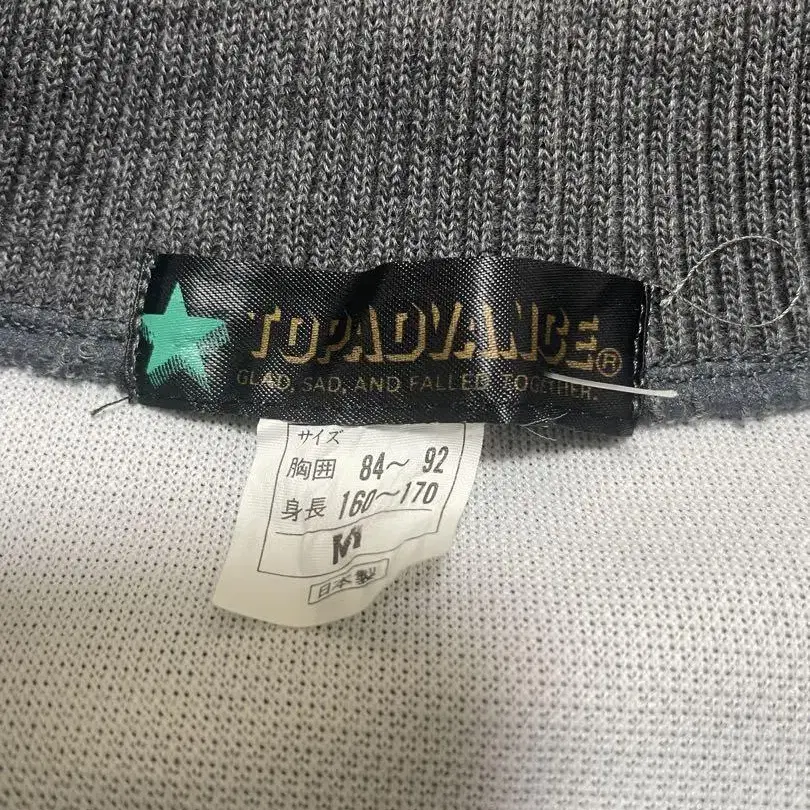 TOPADVANCE®
GLAD, SAD, AND FALLED TOGETHER.
サイズ
胸囲 84～92
身長 160～170
M
日本製